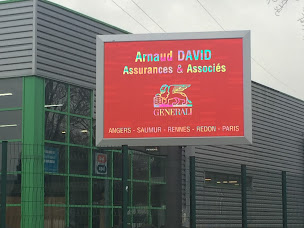 Arnaud DAVID
Assurances & Associés
GENERALI
ANGERS - SAUMUR - RENNES - REDON - PARIS